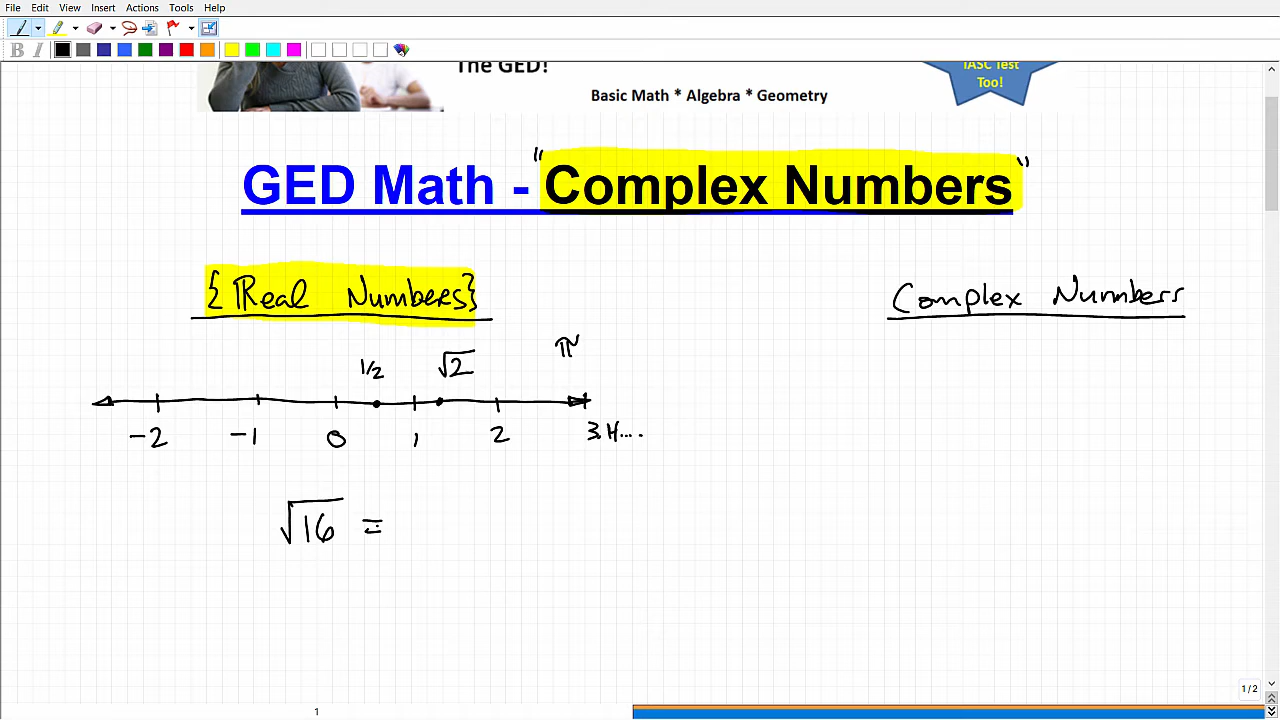 File Edit View Insert Actions Tools Help
B I
The GED!
Basic Math * Algebra * Geometry
TASC Test
Too!
GED Math - "Complex Numbers"
{Real Numbers}
Complex Numbers
1/2 √2 π
-2 -1 0 1 2 3.14....
√16 =
1/2
1